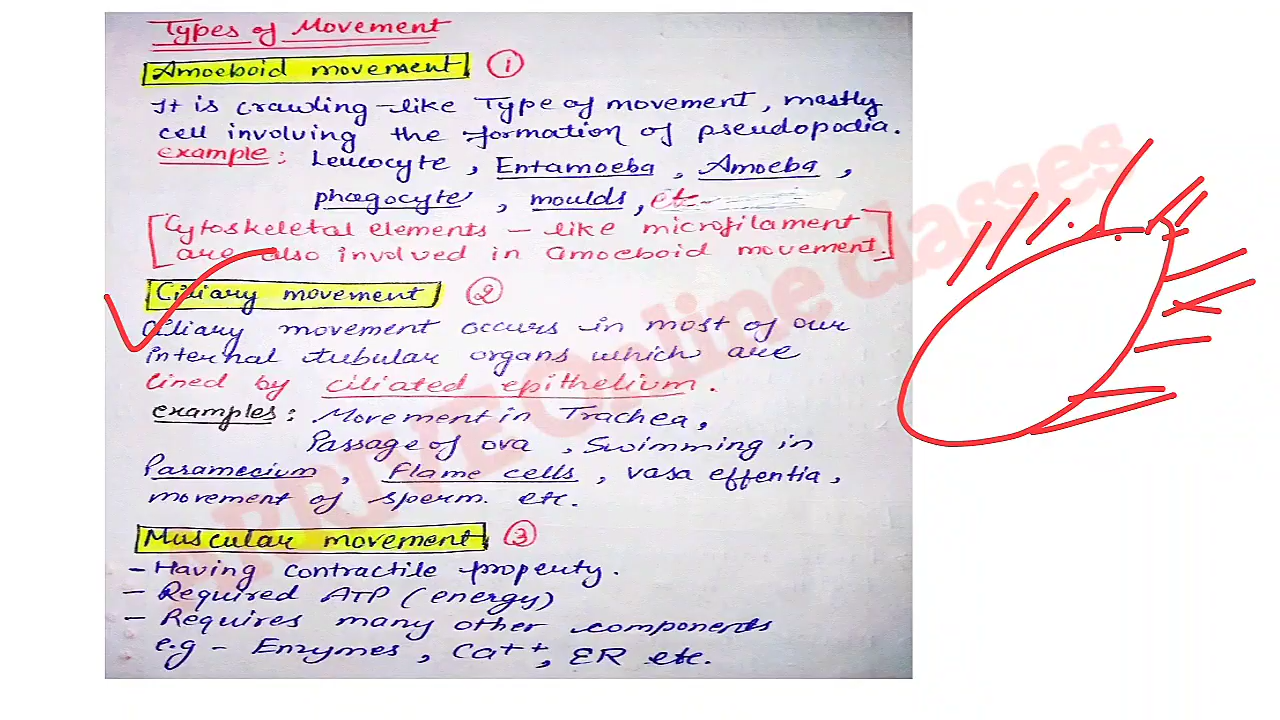 Types of Movement
Amoeboid movement 1
It is crawling-like Type of movement, mostly
cell involving the formation of pseudopodia.
example: Leucocyte, Entamoeba, Amoeba,
phagocyte, moulds, etc.
[Cytoskeletal elements - like microfilament
are also involved in amoeboid movement.]
Ciliary movement 2
Ciliary movement occurs in most of our
internal tubular organs which are
lined by ciliated epithelium.
examples: Movement in Trachea,
Passage of ova, Swimming in
Paramecium, Flame cells, vasa effentia,
movement of sperm. etc.
Muscular movement 3
- Having contractile property.
- Required ATP (energy)
- Requires many other components
e.g - Enzymes, Ca++, ER etc.
ARRIVE Online Classes